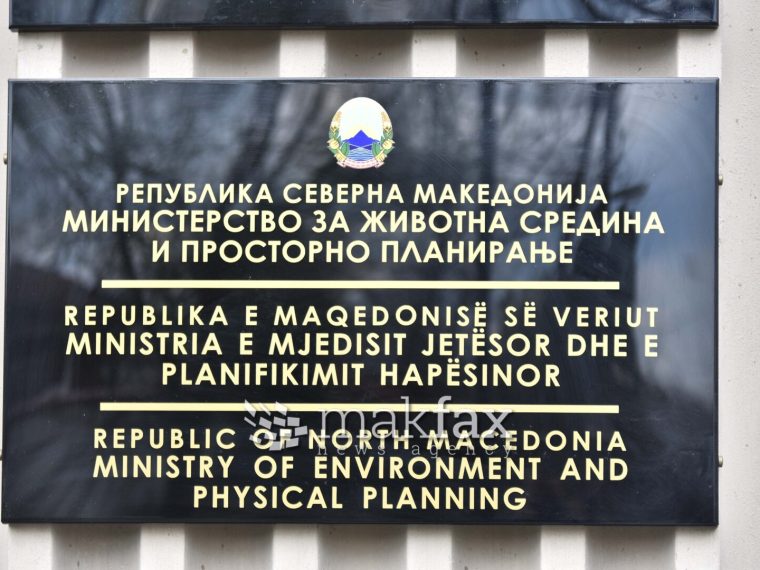 РЕПУБЛИКА СЕВЕРНА МАКЕДОНИЈА
МИНИСТЕРСТВО ЗА ЖИВОТНА СРЕДИНА
И ПРОСТОРНО ПЛАНИРАЊЕ
REPUBLIKA E MAQEDONISË SË VERIUT
MINISTRIA E MJEDISIT JETËSOR DHE E
PLANIFIKIMIT HAPËSINOR
makfax
news agency
REPUBLIC OF NORTH MACEDONIA
MINISTRY OF ENVIRONMENT AND
PHYSICAL PLANNING